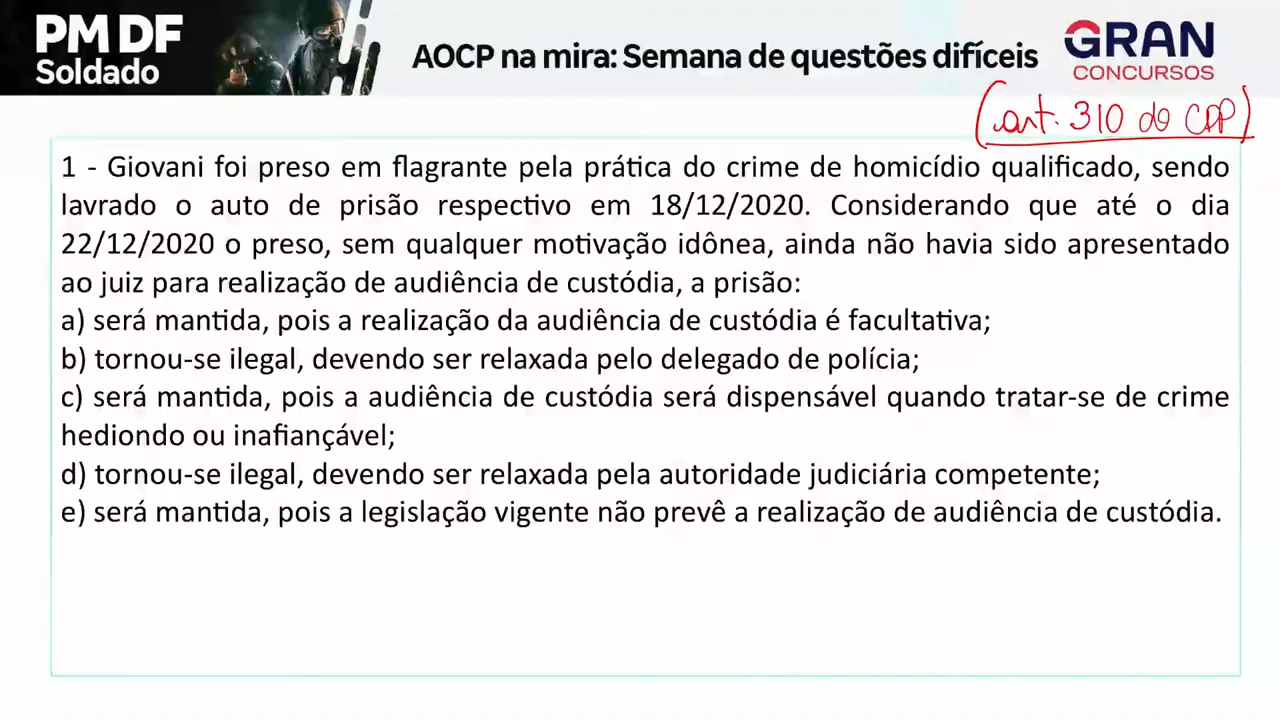 PM DF
Soldado
AOCP na mira: Semana de questões difíceis
GRAN
CONCURSOS
(art. 310 do CPP)
1 - Giovani foi preso em flagrante pela prática do crime de homicídio qualificado, sendo
lavrado o auto de prisão respectivo em 18/12/2020. Considerando que até o dia
22/12/2020 o preso, sem qualquer motivação idônea, ainda não havia sido apresentado
ao juiz para realização de audiência de custódia, a prisão:
a) será mantida, pois a realização da audiência de custódia é facultativa;
b) tornou-se ilegal, devendo ser relaxada pelo delegado de polícia;
c) será mantida, pois a audiência de custódia será dispensável quando tratar-se de crime
hediondo ou inafiançável;
d) tornou-se ilegal, devendo ser relaxada pela autoridade judiciária competente;
e) será mantida, pois a legislação vigente não prevê a realização de audiência de custódia.